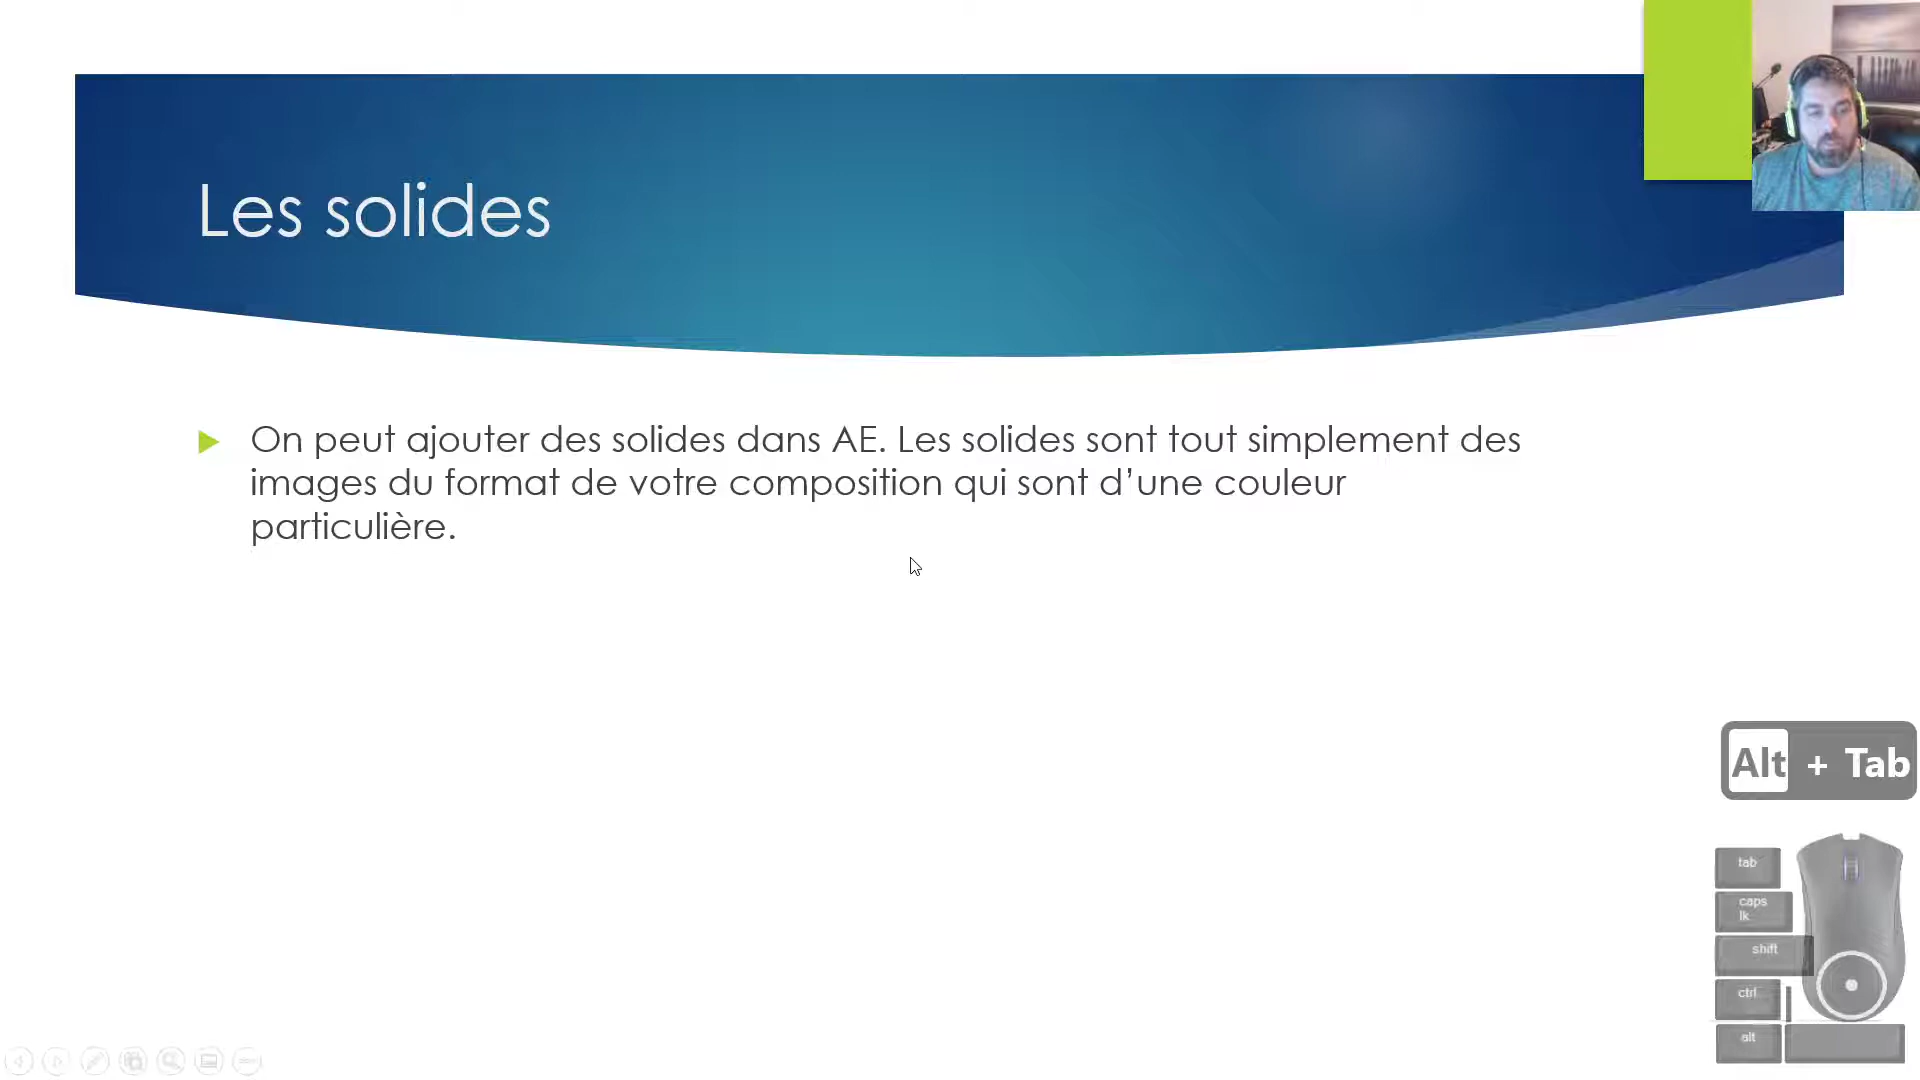 Les solides
On peut ajouter des solides dans AE. Les solides sont tout simplement des
images du format de votre composition qui sont d’une couleur
particulière.
Alt + Tab
tab
caps
lk
shift
ctrl
alt